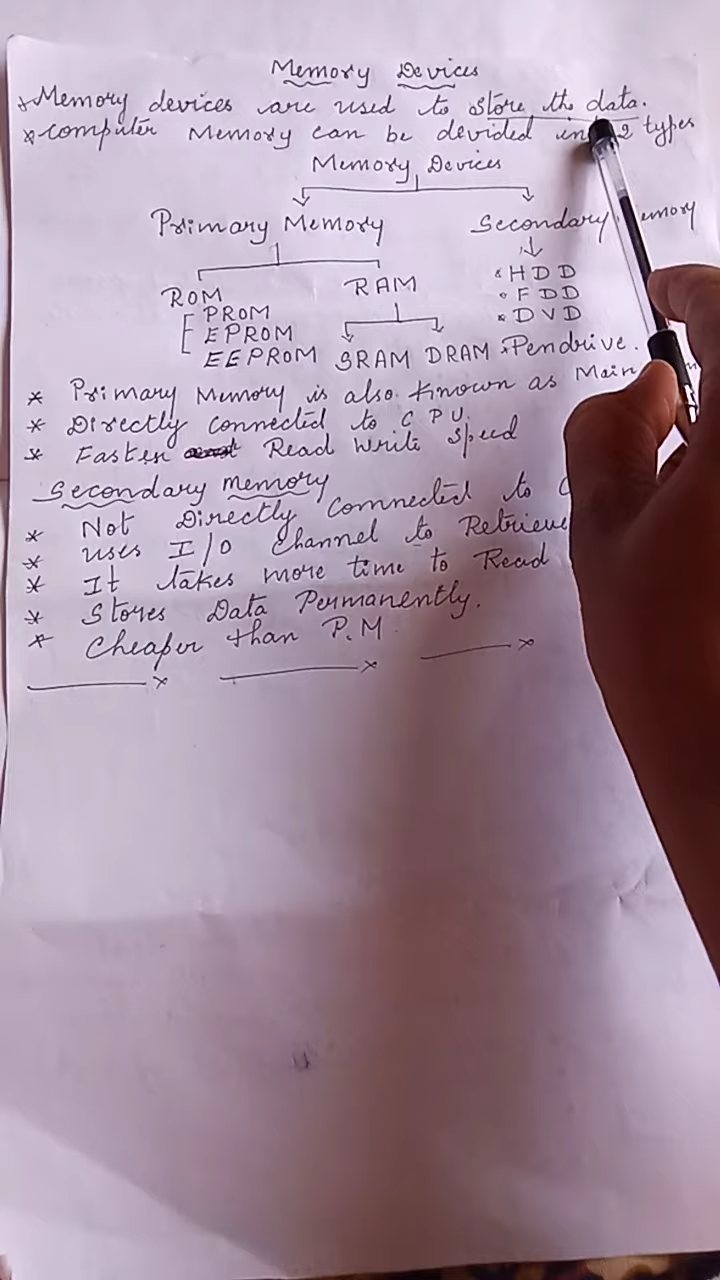 Memory Devices
* Memory devices are used to store the data.
* computer Memory can be devided in 2 types
Memory Devices
Primary Memory Secondary
ROM RAM * HDD
PROM * FDD
EPROM * DVD
EEPROM SRAM DRAM * Pendrive.
* Primary Memory is also known as Main
* Directly connected to CPU.
* Faster Read Write Speed
Secondary memory
* Not Directly connected to
* uses I/O channel to Retrieve
* It takes more time to Read
* Stores Data Permanently.
* Cheaper than P.M.